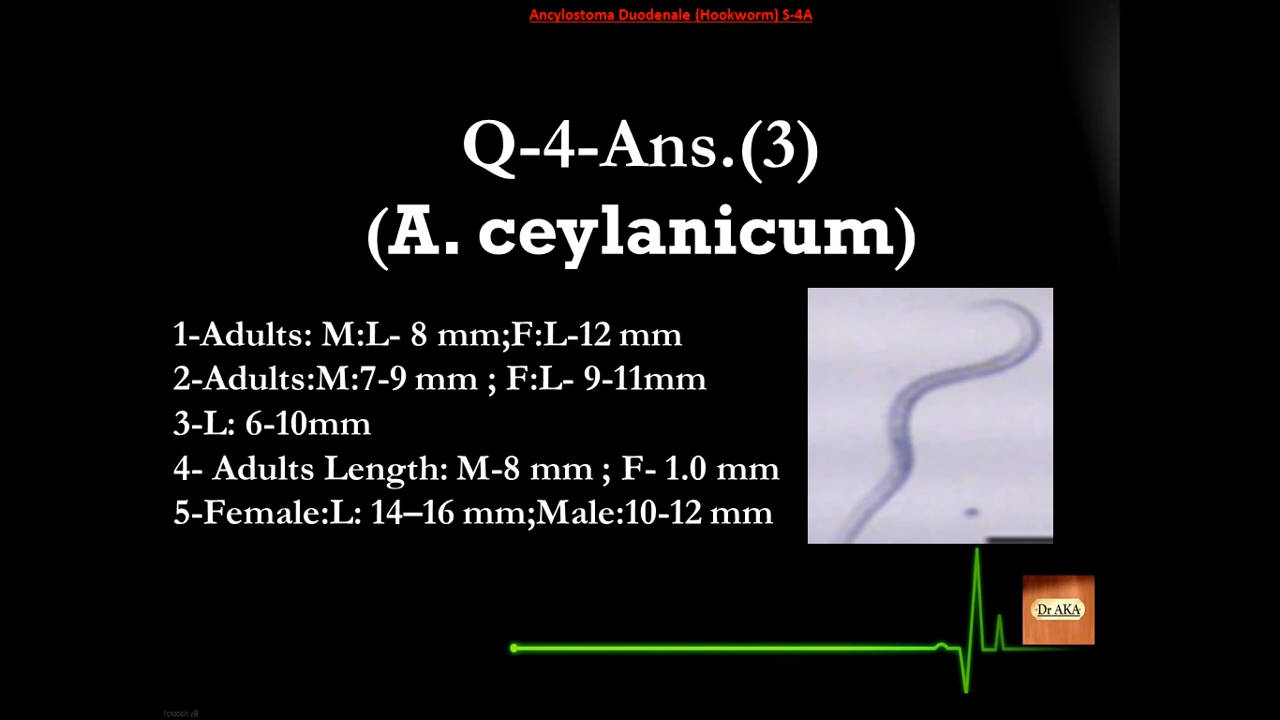 Ancylostoma Duodenale (Hookworm) S-4A
Q-4-Ans.(3)
(A. ceylanicum)
1-Adults: M:L- 8 mm;F:L-12 mm
2-Adults:M:7-9 mm ; F:L- 9-11mm
3-L: 6-10mm
4- Adults Length: M-8 mm ; F- 1.0 mm
5-Female:L: 14–16 mm;Male:10-12 mm
Dr AKA